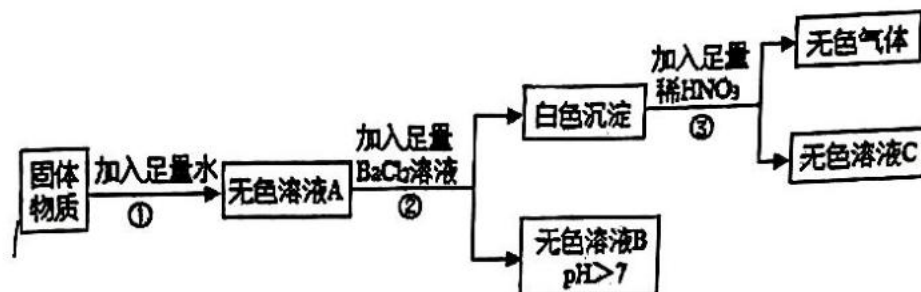 固体
物质
加入足量水
①
无色溶液A
加入足量
BaCl₂溶液
②
白色沉淀
无色溶液B
pH>7
加入足量
稀HNO₃
③
无色气体
无色溶液C